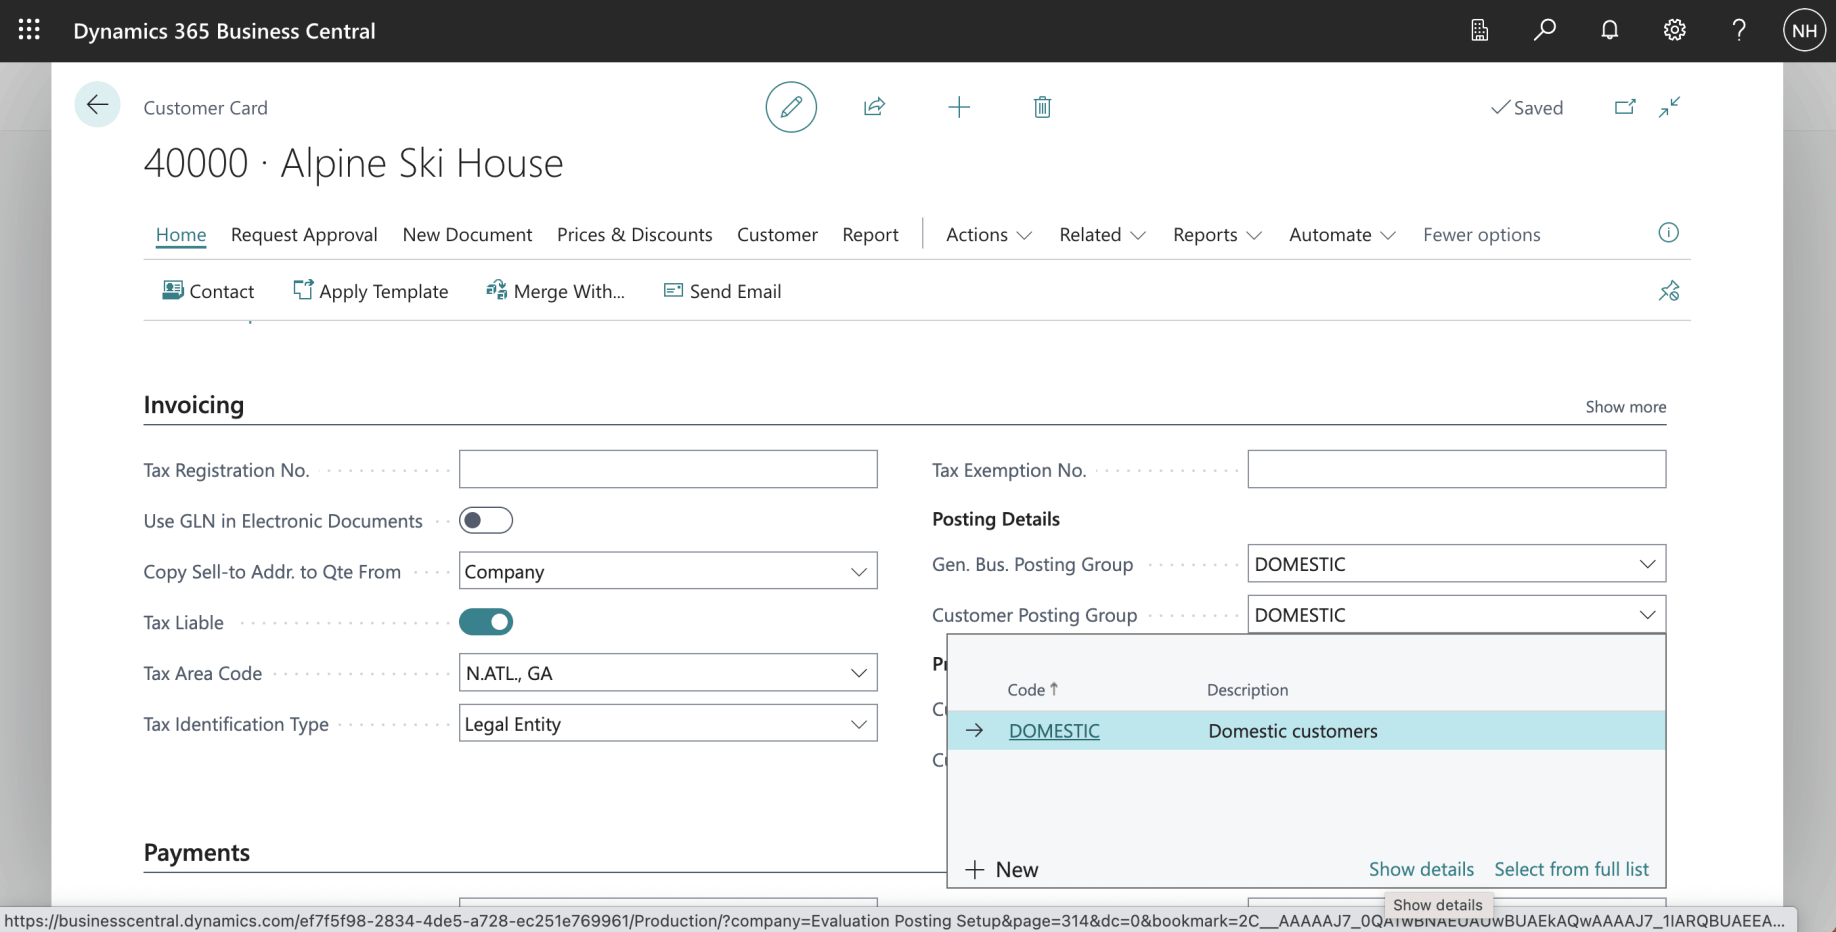 Dynamics 365 Business Central
NH
Customer Card
Saved
40000 · Alpine Ski House
Home Request Approval New Document Prices & Discounts Customer Report Actions Related Reports Automate Fewer options
Contact Apply Template Merge With... Send Email
Invoicing
Show more
Tax Registration No.
Use GLN in Electronic Documents
Copy Sell-to Addr. to Qte From Company
Tax Liable
Tax Area Code N.ATL., GA
Tax Identification Type Legal Entity
Tax Exemption No.
Posting Details
Gen. Bus. Posting Group DOMESTIC
Customer Posting Group DOMESTIC
Code ↑ Description
→ DOMESTIC Domestic customers
+ New Show details Select from full list
Payments
Show details
https://businesscentral.dynamics.com/ef7f5f98-2834-4de5-a728-ec251e769961/Production/?company=Evaluation Posting Setup&page=314&dc=0&bookmark=2C__AAAAAJ7_